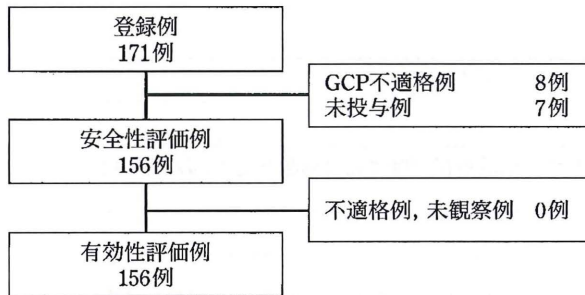 登録例
171例
GCP不適格例 8例
未投与例 7例
安全性評価例
156例
不適格例，未観察例 0例
有効性評価例
156例